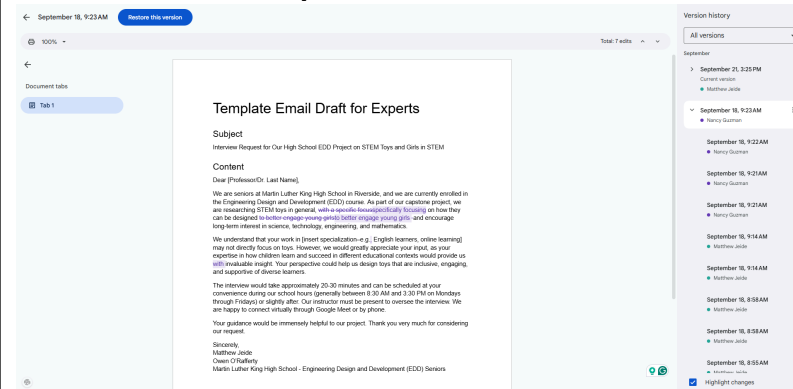 September 18, 9:23 AM
Restore this version
Version history
100%
Total: 7 edits
All versions
September
September 21, 3:25 PM
Current version
Matthew Jeide
September 18, 9:23 AM
Nancy Guzman
September 18, 9:22 AM
Nancy Guzman
September 18, 9:21 AM
Nancy Guzman
September 18, 9:21 AM
Nancy Guzman
September 18, 9:14 AM
Matthew Jeide
September 18, 9:14 AM
Matthew Jeide
September 18, 8:58 AM
Matthew Jeide
September 18, 8:58 AM
Matthew Jeide
September 18, 8:55 AM
Matthew Jeide
Highlight changes
Document tabs
Tab 1
Template Email Draft for Experts
Subject
Interview Request for Our High School EDD Project on STEM Toys and Girls in STEM
Content
Dear [Professor/Dr. Last Name],
We are seniors at Martin Luther King High School in Riverside, and we are currently enrolled in
the Engineering Design and Development (EDD) course. As part of our capstone project, we
are researching STEM toys in general, with a specific focusspecifically focusing on how they
can be designed to better engage young girlsto better engage young girls and encourage
long-term interest in science, technology, engineering, and mathematics.
We understand that your work in [insert specialization–e.g.; English learners, online learning]
may not directly focus on toys. However, we would greatly appreciate your input, as your
expertise in how children learn and succeed in different educational contexts would provide us
with invaluable insight. Your perspective could help us design toys that are inclusive, engaging,
and supportive of diverse learners.
The interview would take approximately 20-30 minutes and can be scheduled at your
convenience during our school hours (generally between 8:30 AM and 3:30 PM on Mondays
through Fridays) or slightly after. Our instructor must be present to oversee the interview. We
are happy to connect virtually through Google Meet or by phone.
Your guidance would be immensely helpful to our project. Thank you very much for considering
our request.
Sincerely,
Matthew Jeide
Owen O'Rafferty
Martin Luther King High School - Engineering Design and Development (EDD) Seniors